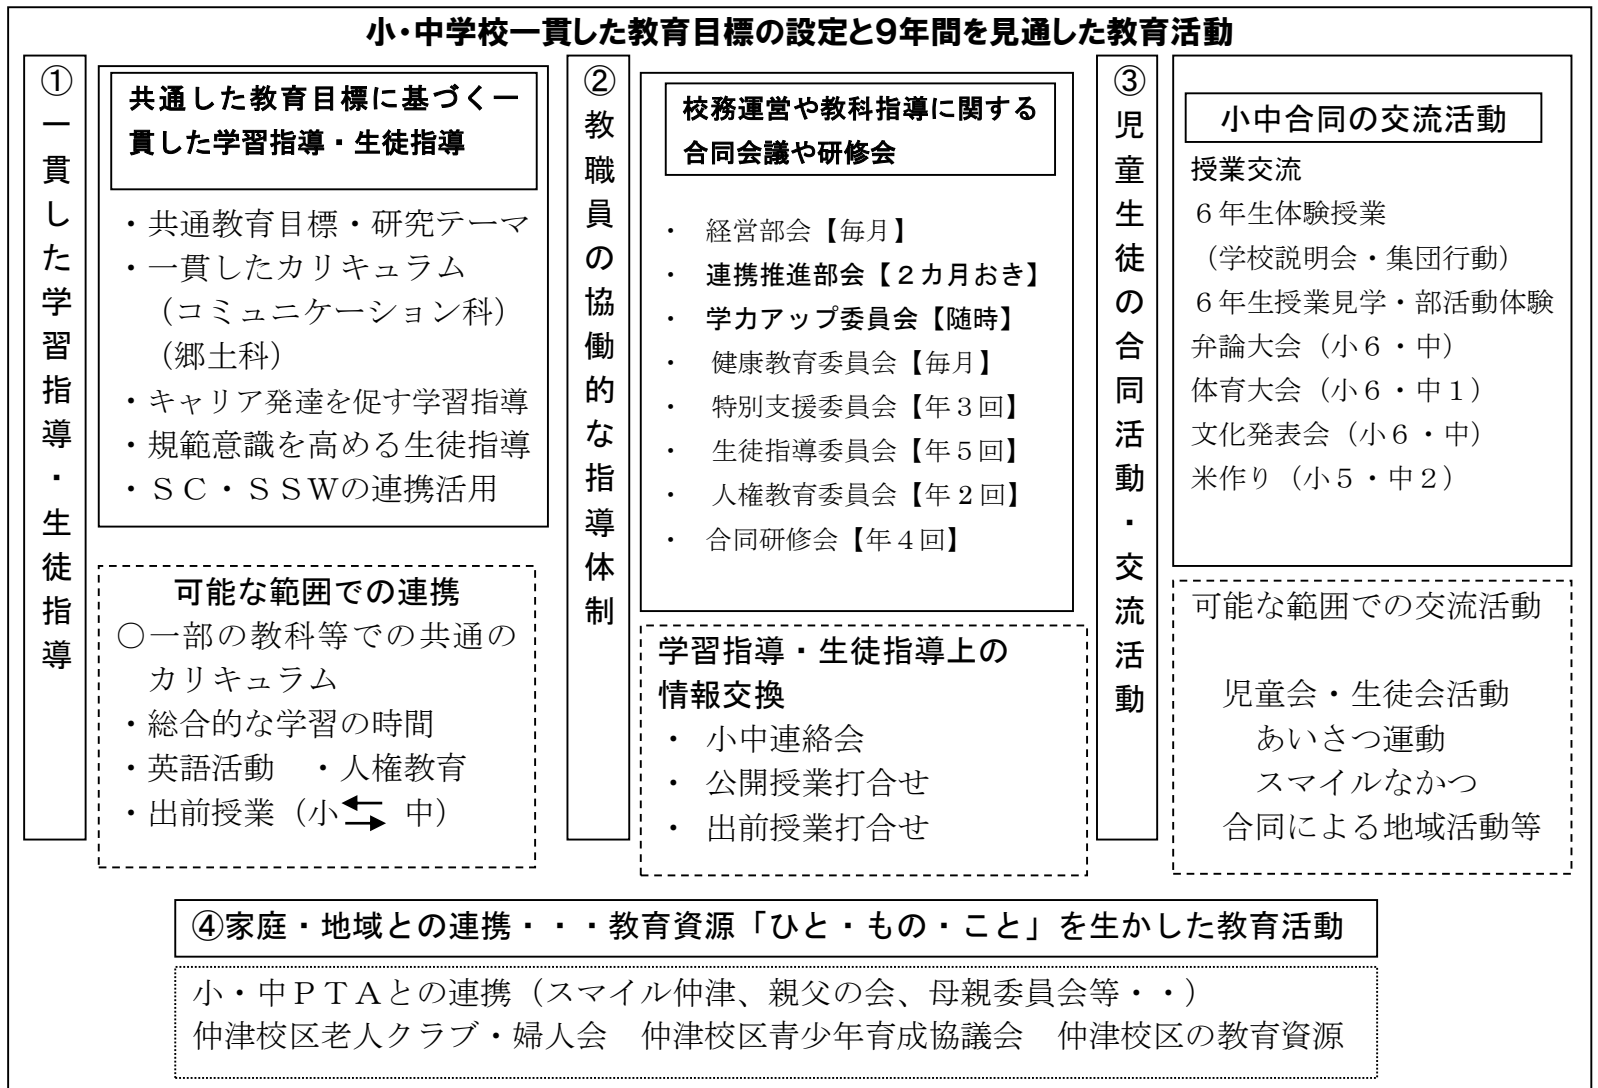 小・中学校一貫した教育目標の設定と9年間を見通した教育活動
①一貫した学習指導・生徒指導
共通した教育目標に基づく一
貫した学習指導・生徒指導
・共通教育目標・研究テーマ
・一貫したカリキュラム
（コミュニケーション科）
（郷土科）
・キャリア発達を促す学習指導
・規範意識を高める生徒指導
・ＳＣ・ＳＳＷの連携活用
可能な範囲での連携
○一部の教科等での共通の
カリキュラム
・総合的な学習の時間
・英語活動　・人権教育
・出前授業（小⇆ 中）
②教職員の協働的な指導体制
校務運営や教科指導に関する
合同会議や研修会
・ 経営部会【毎月】
・ 連携推進部会【２カ月おき】
・ 学力アップ委員会【随時】
・ 健康教育委員会【毎月】
・ 特別支援委員会【年３回】
・ 生徒指導委員会【年５回】
・ 人権教育委員会【年２回】
・ 合同研修会【年４回】
学習指導・生徒指導上の
情報交換
・ 小中連絡会
・ 公開授業打合せ
・ 出前授業打合せ
③児童生徒の合同活動・交流活動
小中合同の交流活動
授業交流
６年生体験授業
（学校説明会・集団行動）
６年生授業見学・部活動体験
弁論大会（小６・中）
体育大会（小６・中１）
文化発表会（小６・中）
米作り（小５・中２）
可能な範囲での交流活動
児童会・生徒会活動
あいさつ運動
スマイルなかつ
合同による地域活動等
④家庭・地域との連携・・・教育資源「ひと・もの・こと」を生かした教育活動
小・中ＰＴＡとの連携（スマイル仲津、親父の会、母親委員会等・・）
仲津校区老人クラブ・婦人会　仲津校区青少年育成協議会　仲津校区の教育資源